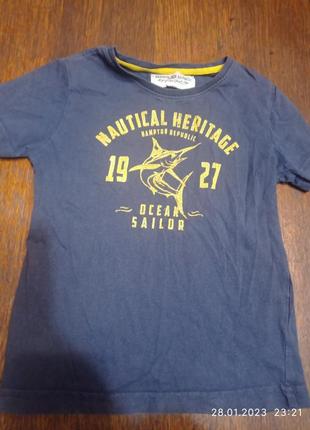 NAUTICAL HERITAGE
HAMPTON REPUBLIC
19 27
OCEAN
SAILOR
28.01.2023 23:21